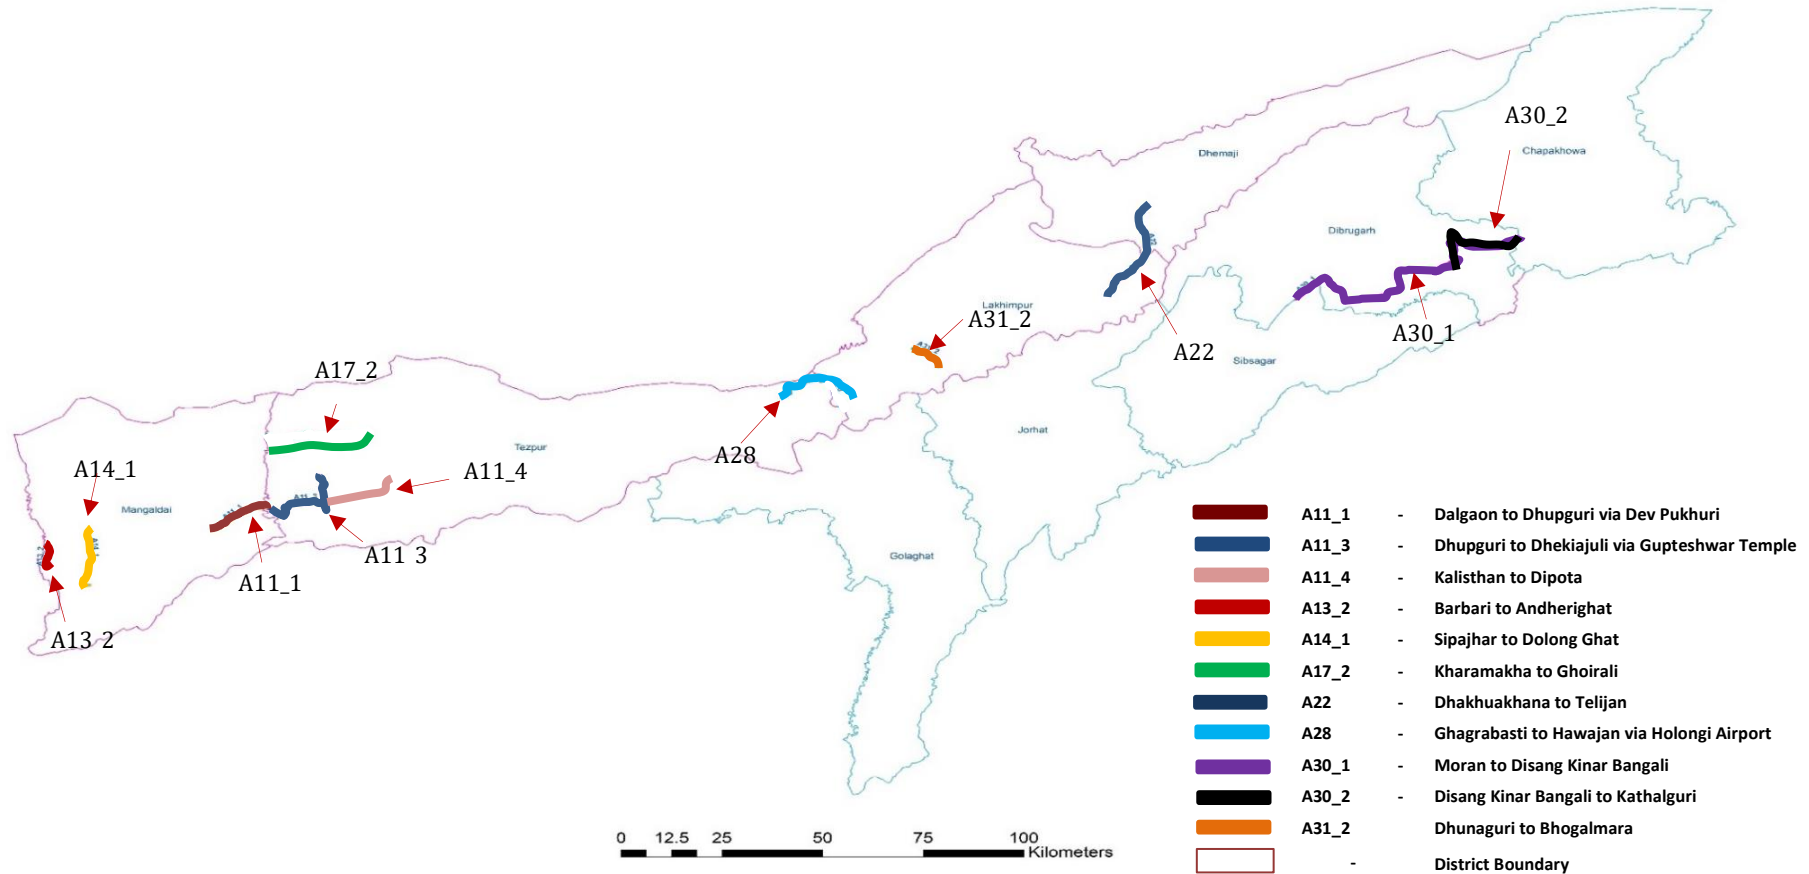 A30_2
Chapakhowa
Dhemaji
Dibrugarh
Lakhimpur
A31_2
A30_1
A22
Sibsagar
A17_2
Jorhat
Tezpur
A28
A14_1
A11_4
Mangaldai
A11_3
A11_1
A13_2
Golaghat
A11_1 - Dalgaon to Dhupguri via Dev Pukhuri
A11_3 - Dhupguri to Dhekiajuli via Gupteshwar Temple
A11_4 - Kalisthan to Dipota
A13_2 - Barbari to Andherighat
A14_1 - Sipajhar to Dolong Ghat
A17_2 - Kharamakha to Ghoirali
A22 - Dhakhuakhana to Telijan
A28 - Ghagrabasti to Hawajan via Holongi Airport
A30_1 - Moran to Disang Kinar Bangali
A30_2 - Disang Kinar Bangali to Kathalguri
A31_2 Dhunaguri to Bhogalmara
- District Boundary
0 12.5 25 50 75 100
Kilometers